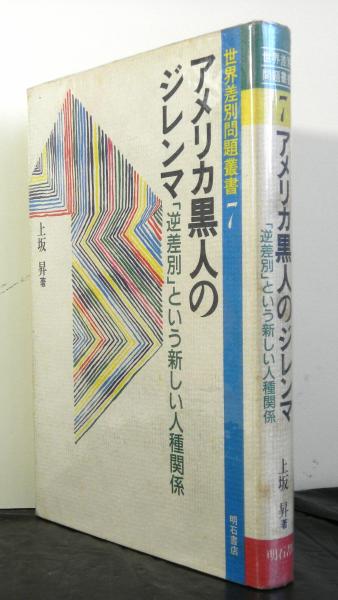 世界差別問題叢書 7
アメリカ黒人の
ジレンマ
「逆差別」という新しい人種関係
上坂 昇 著
明石書店
世界差別
問題叢書
7
アメリカ黒人のジレンマ
「逆差別」という新しい人種関係
上坂 昇 著
明石書